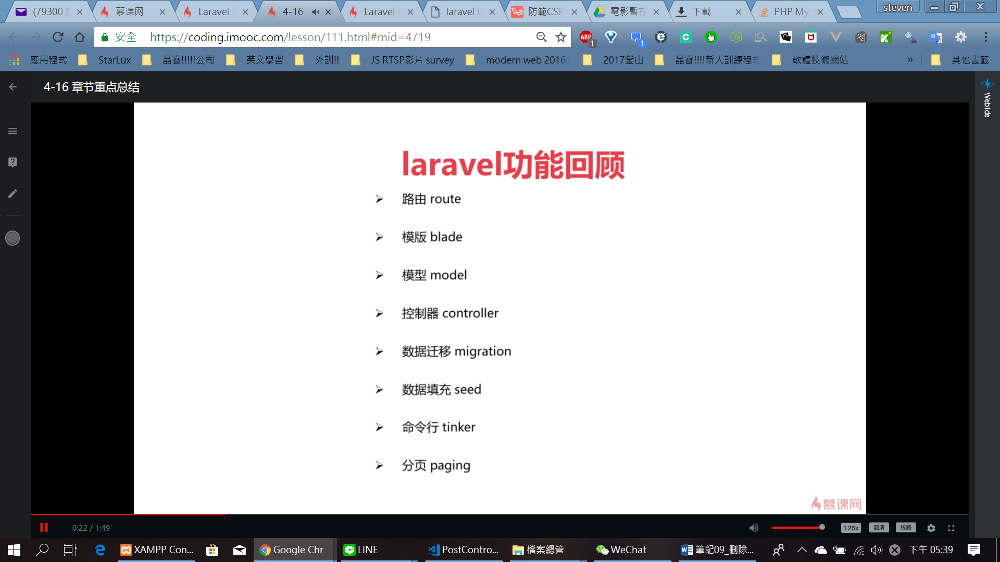 (79300
慕课网
Laravel
4-16
Laravel
laravel
防範CSR
電影暫存
下載
PHP My
steven
安全
https://coding.imooc.com/lesson/111.html#mid=4719
ABP
1
1
應用程式
StarLux
晶睿!!!!!公司
英文學習
外訓!!
JS RTSP影片 survey
modern web 2016
2017釜山
晶睿!!!!新人訓練程式
軟體技術網站
»
其他書籤
4-16 章节重点总结
WebIde
laravel功能回顾
路由 route
模版 blade
模型 model
控制器 controller
数据迁移 migration
数据填充 seed
命令行 tinker
分页 paging
慕课网
0:22 / 1:49
1.25x
超清
线路
XAMPP Con...
Google Chr
LINE
PostContro...
檔案總管
WeChat
筆記09_刪除...
下午 05:39